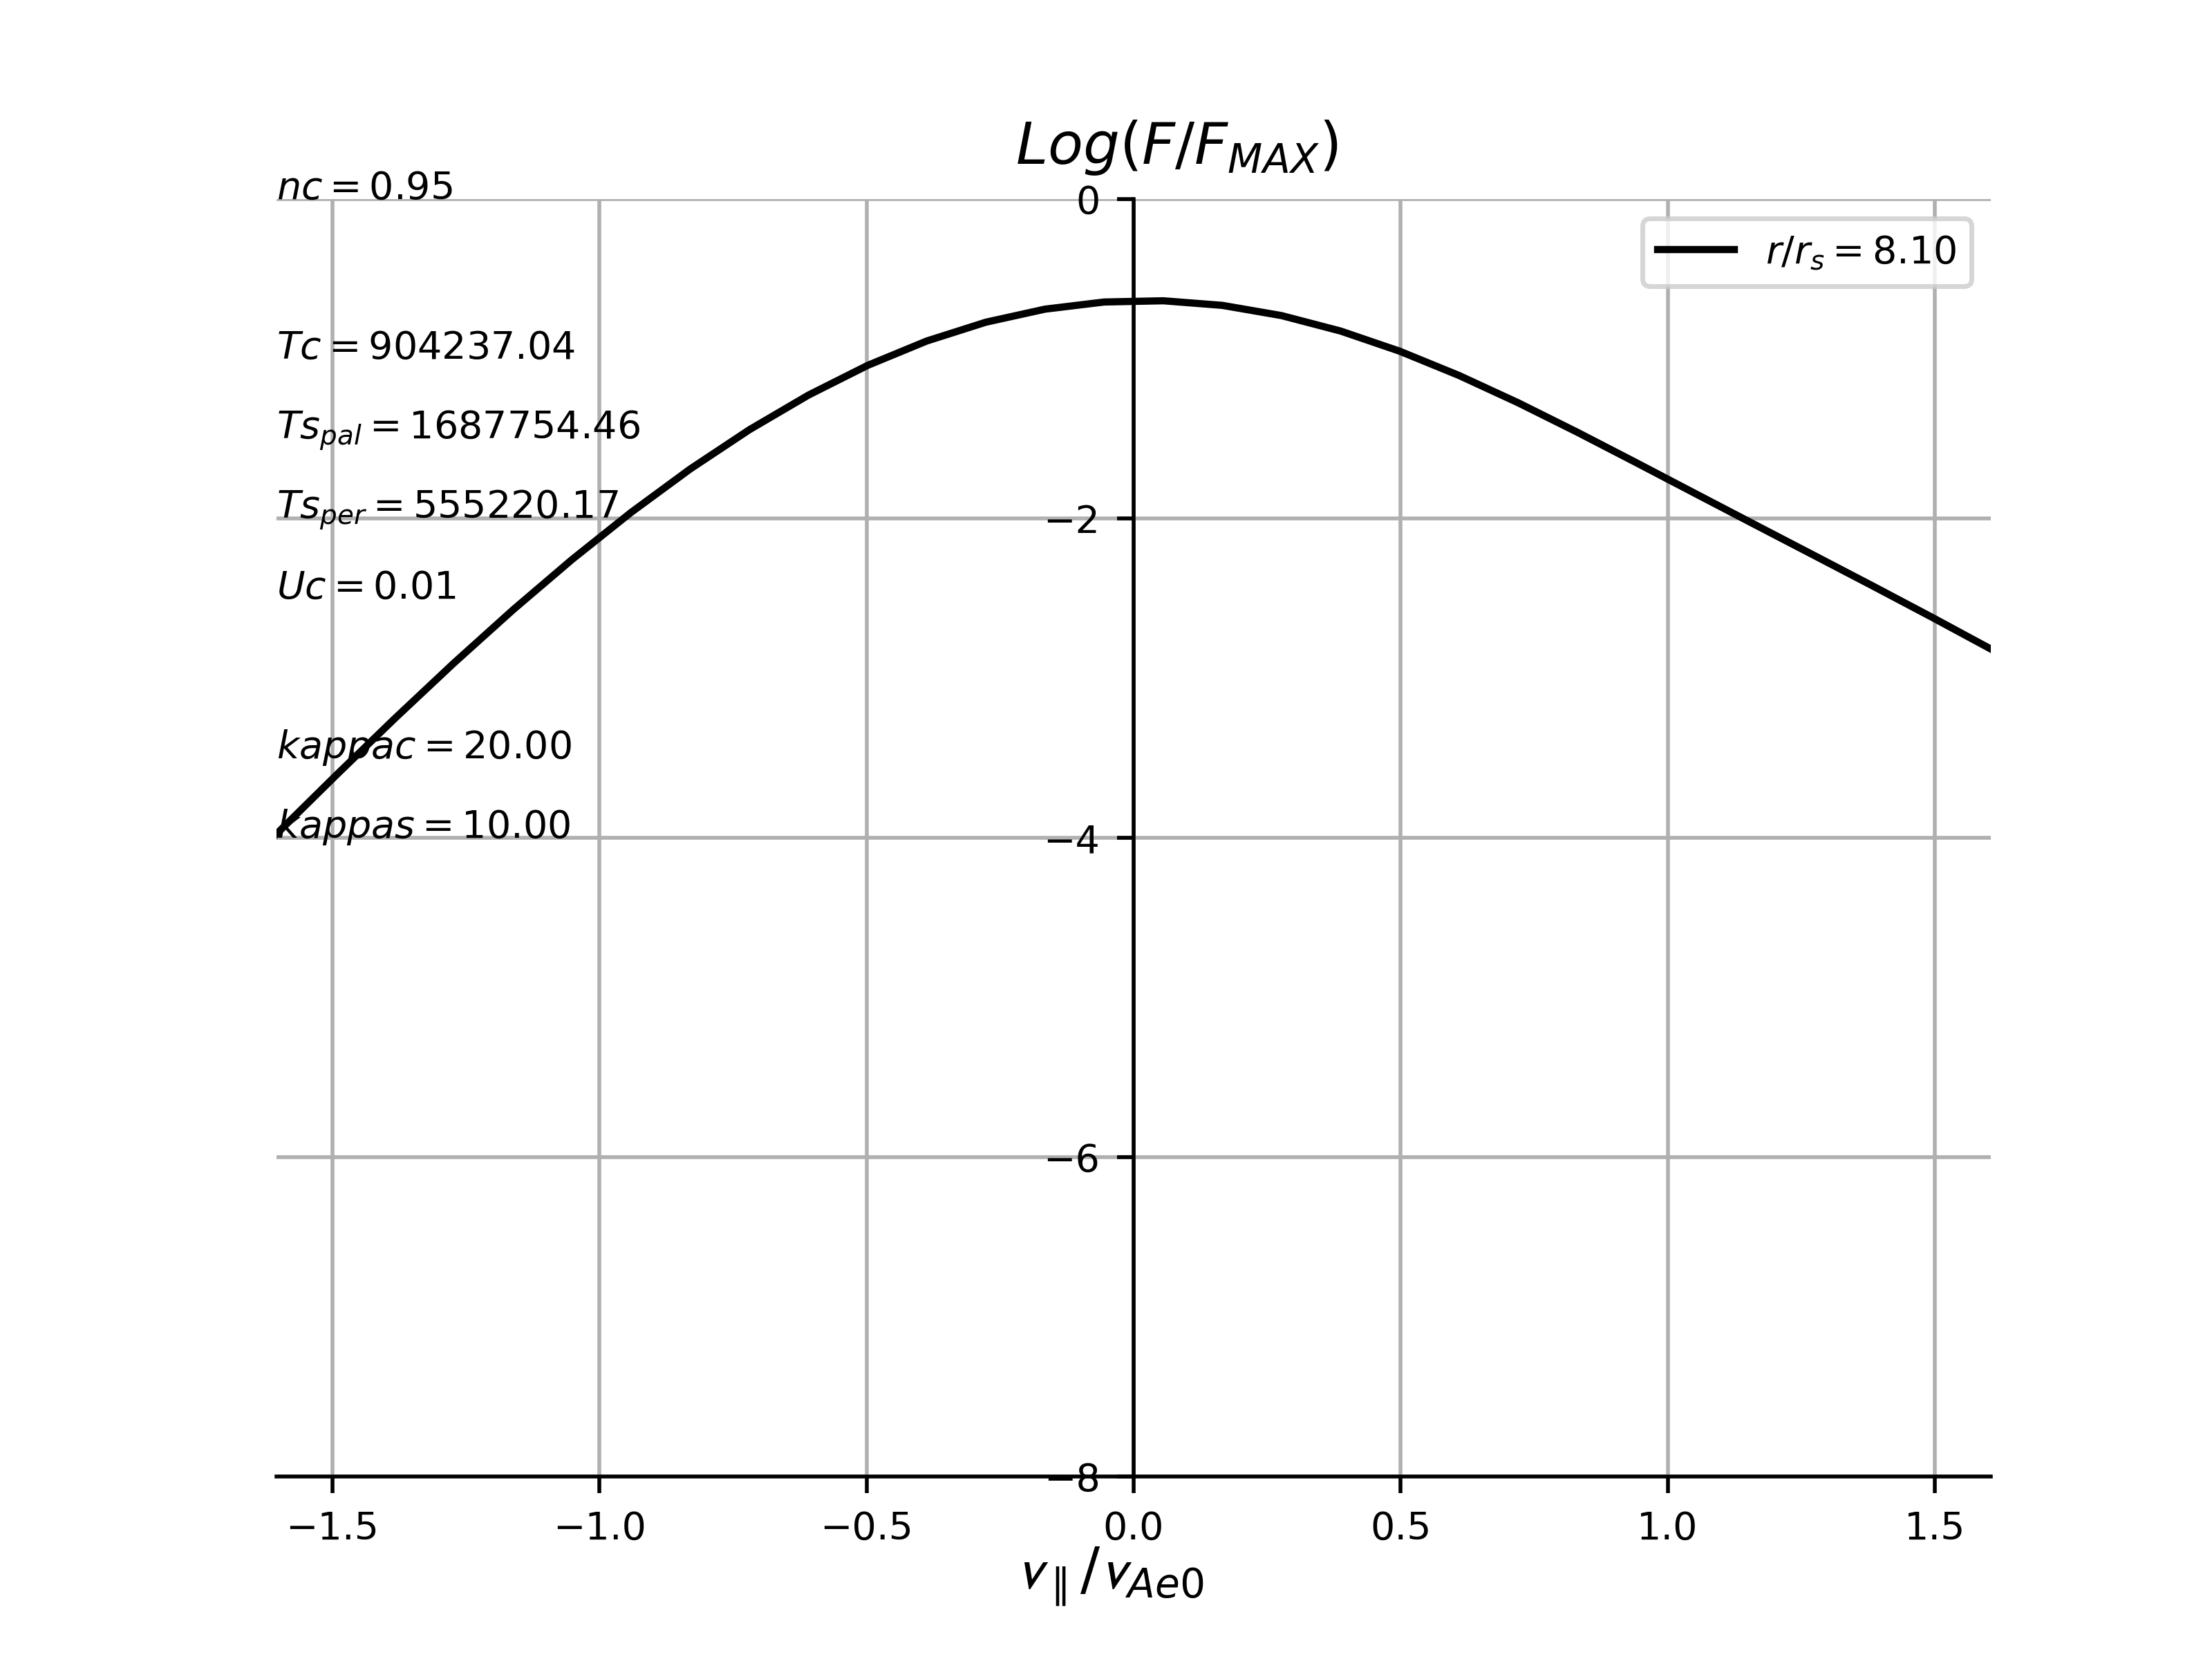 Log(F/F_MAX)
nc = 0.95
0
r/r_s = 8.10
Tc = 904237.04
Ts_pal = 1687754.46
Ts_per = 555220.17
−2
Uc = 0.01
kappac = 20.00
kappas = 10.00
−4
−6
−8
−1.5 −1.0 −0.5 0.0 0.5 1.0 1.5
v_∥/v_Ae0